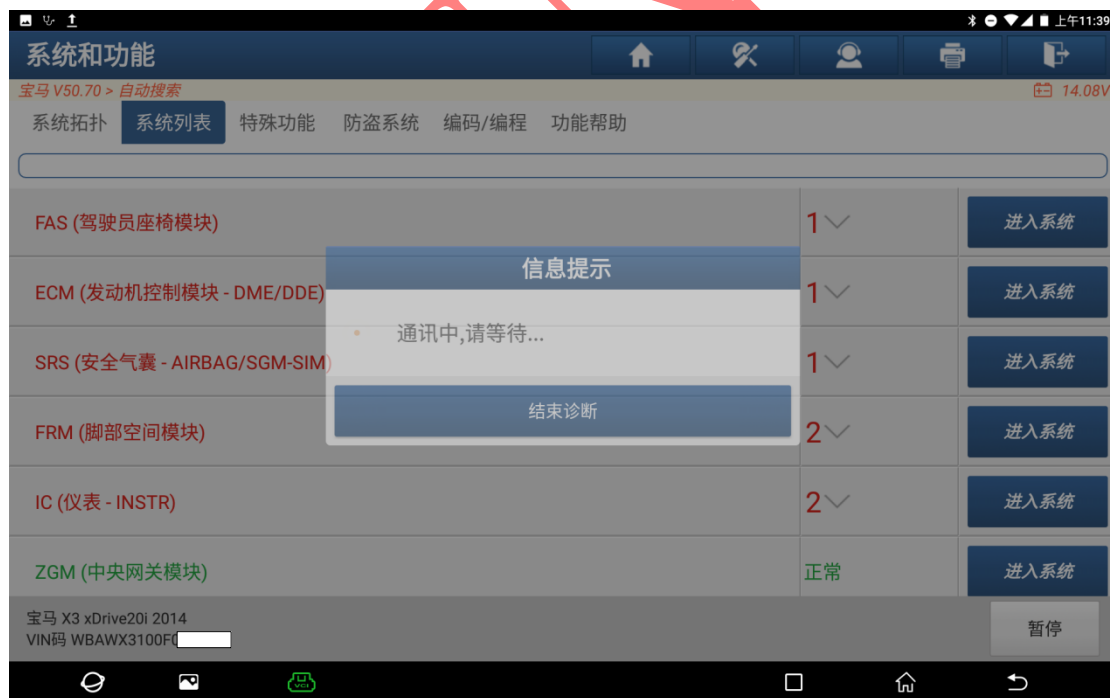 上午11:39
系统和功能
宝马 V50.70 > 自动搜索
14.08V
系统拓扑 系统列表 特殊功能 防盗系统 编码/编程 功能帮助
FAS (驾驶员座椅模块) 1 进入系统
信息提示
ECM (发动机控制模块 - DME/DDE) 1 进入系统
通讯中,请等待...
SRS (安全气囊 - AIRBAG/SGM-SIM) 1 进入系统
结束诊断
FRM (脚部空间模块) 2 进入系统
IC (仪表 - INSTR) 2 进入系统
ZGM (中央网关模块) 正常 进入系统
宝马 X3 xDrive20i 2014
VIN码 WBAWX3100F
暂停
VCI